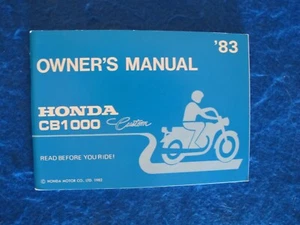 '83
OWNER'S MANUAL
HONDA
CB1000 Custom
READ BEFORE YOU RIDE!
© HONDA MOTOR CO., LTD. 1982